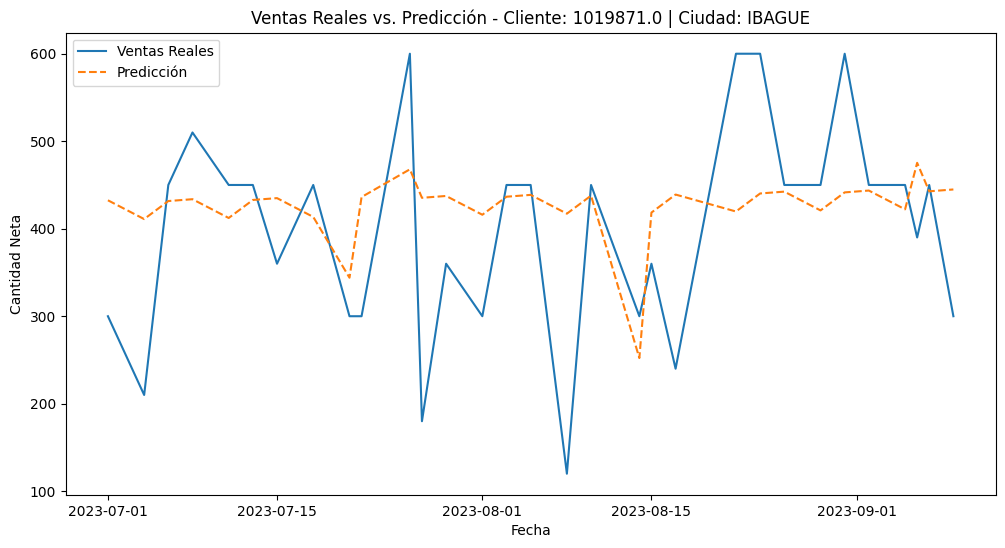 Ventas Reales vs. Predicción - Cliente: 1019871.0 | Ciudad: IBAGUE
Ventas Reales
Predicción
600
500
400
300
200
100
Cantidad Neta
2023-07-01
2023-07-15
2023-08-01
2023-08-15
2023-09-01
Fecha